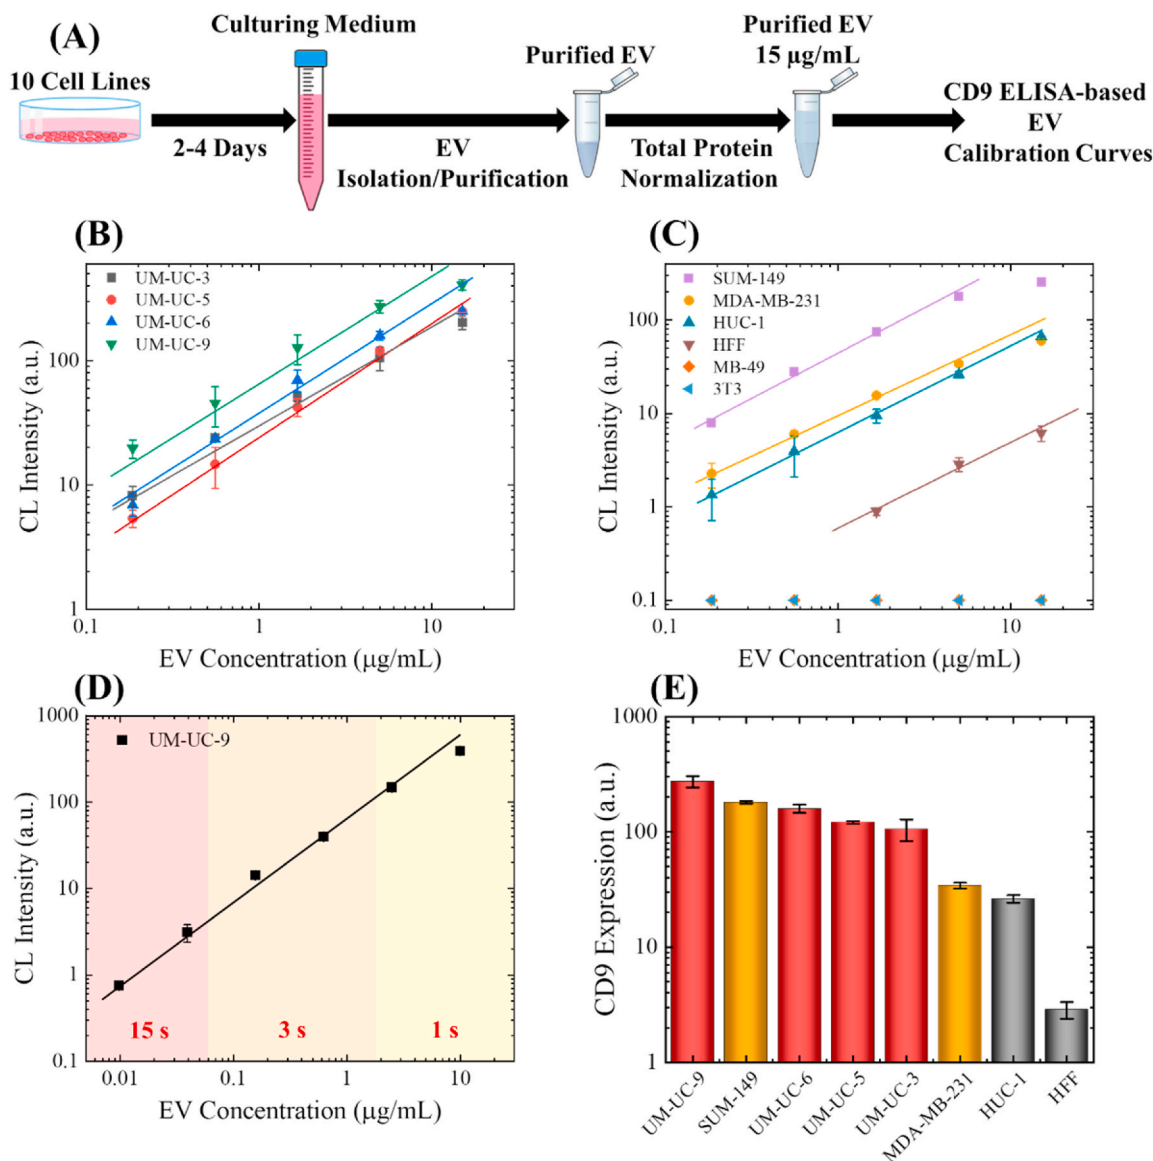 (A)
Culturing Medium
10 Cell Lines
2-4 Days
EV
Isolation/Purification
Purified EV
Total Protein
Normalization
Purified EV
15 μg/mL
CD9 ELISA-based
EV
Calibration Curves
(B)
UM-UC-3
UM-UC-5
UM-UC-6
UM-UC-9
CL Intensity (a.u.)
100
10
1
0.1
1
10
EV Concentration (μg/mL)
(C)
SUM-149
MDA-MB-231
HUC-1
HFF
MB-49
3T3
CL Intensity (a.u.)
100
10
1
0.1
0.1
1
10
EV Concentration (μg/mL)
(D)
UM-UC-9
CL Intensity (a.u.)
1000
100
10
1
0.1
15 s
3 s
1 s
0.01
0.1
1
10
EV Concentration (μg/mL)
(E)
CD9 Expression (a.u.)
1000
100
10
1
UM-UC-9
SUM-149
UM-UC-6
UM-UC-5
UM-UC-3
MDA-MB-231
HUC-1
HFF